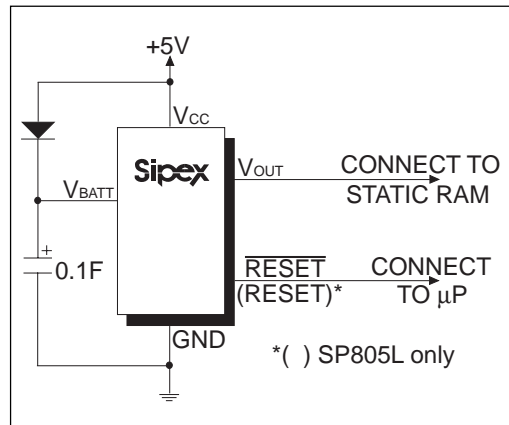 +5V
VCC
Sipex
VBATT
VOUT
CONNECT TO
STATIC RAM
+
0.1F
RESET
(RESET)*
CONNECT
TO µP
GND
*( ) SP805L only